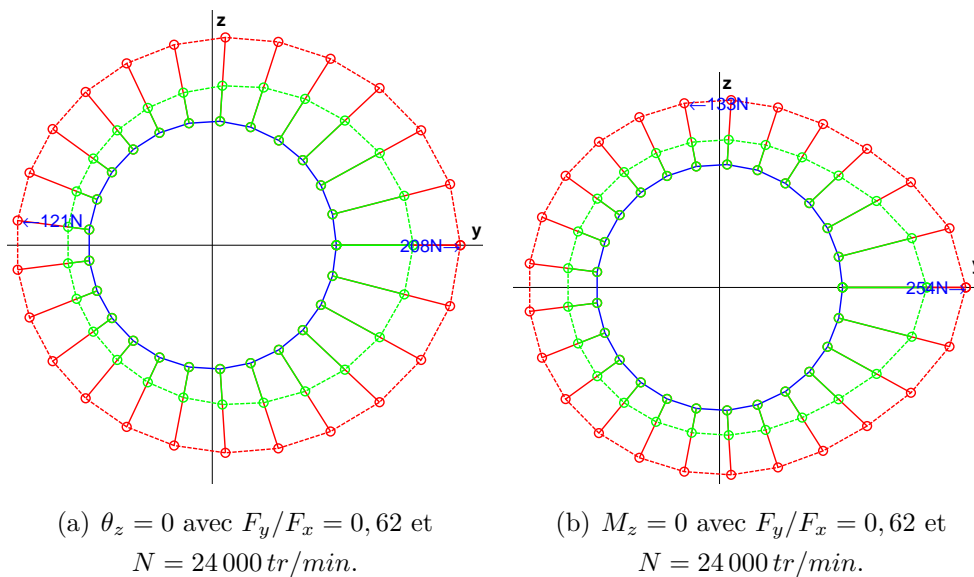 z
121N
y
208N
z
133N
y
254N
(a) θz = 0 avec Fy/Fx = 0, 62 et
N = 24 000 tr/min.
(b) Mz = 0 avec Fy/Fx = 0, 62 et
N = 24 000 tr/min.